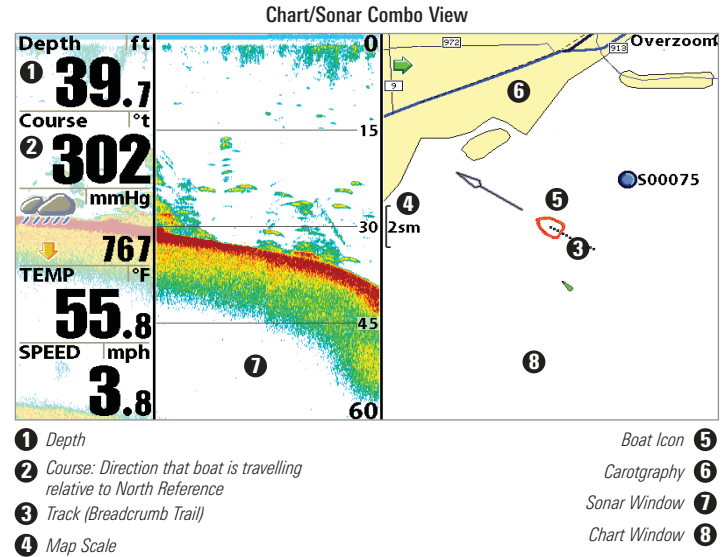 Chart/Sonar Combo View
Depth ft
1 39.7
Course °t
2 302
mmHg
767
TEMP °F
55.8
SPEED mph
3.8
0
15
30
45
60
7
972
913
Overzoom
9
6
S00075
5
4
2sm
3
8
1 Depth
2 Course: Direction that boat is travelling
relative to North Reference
3 Track (Breadcrumb Trail)
4 Map Scale
Boat Icon 5
Carotgraphy 6
Sonar Window 7
Chart Window 8